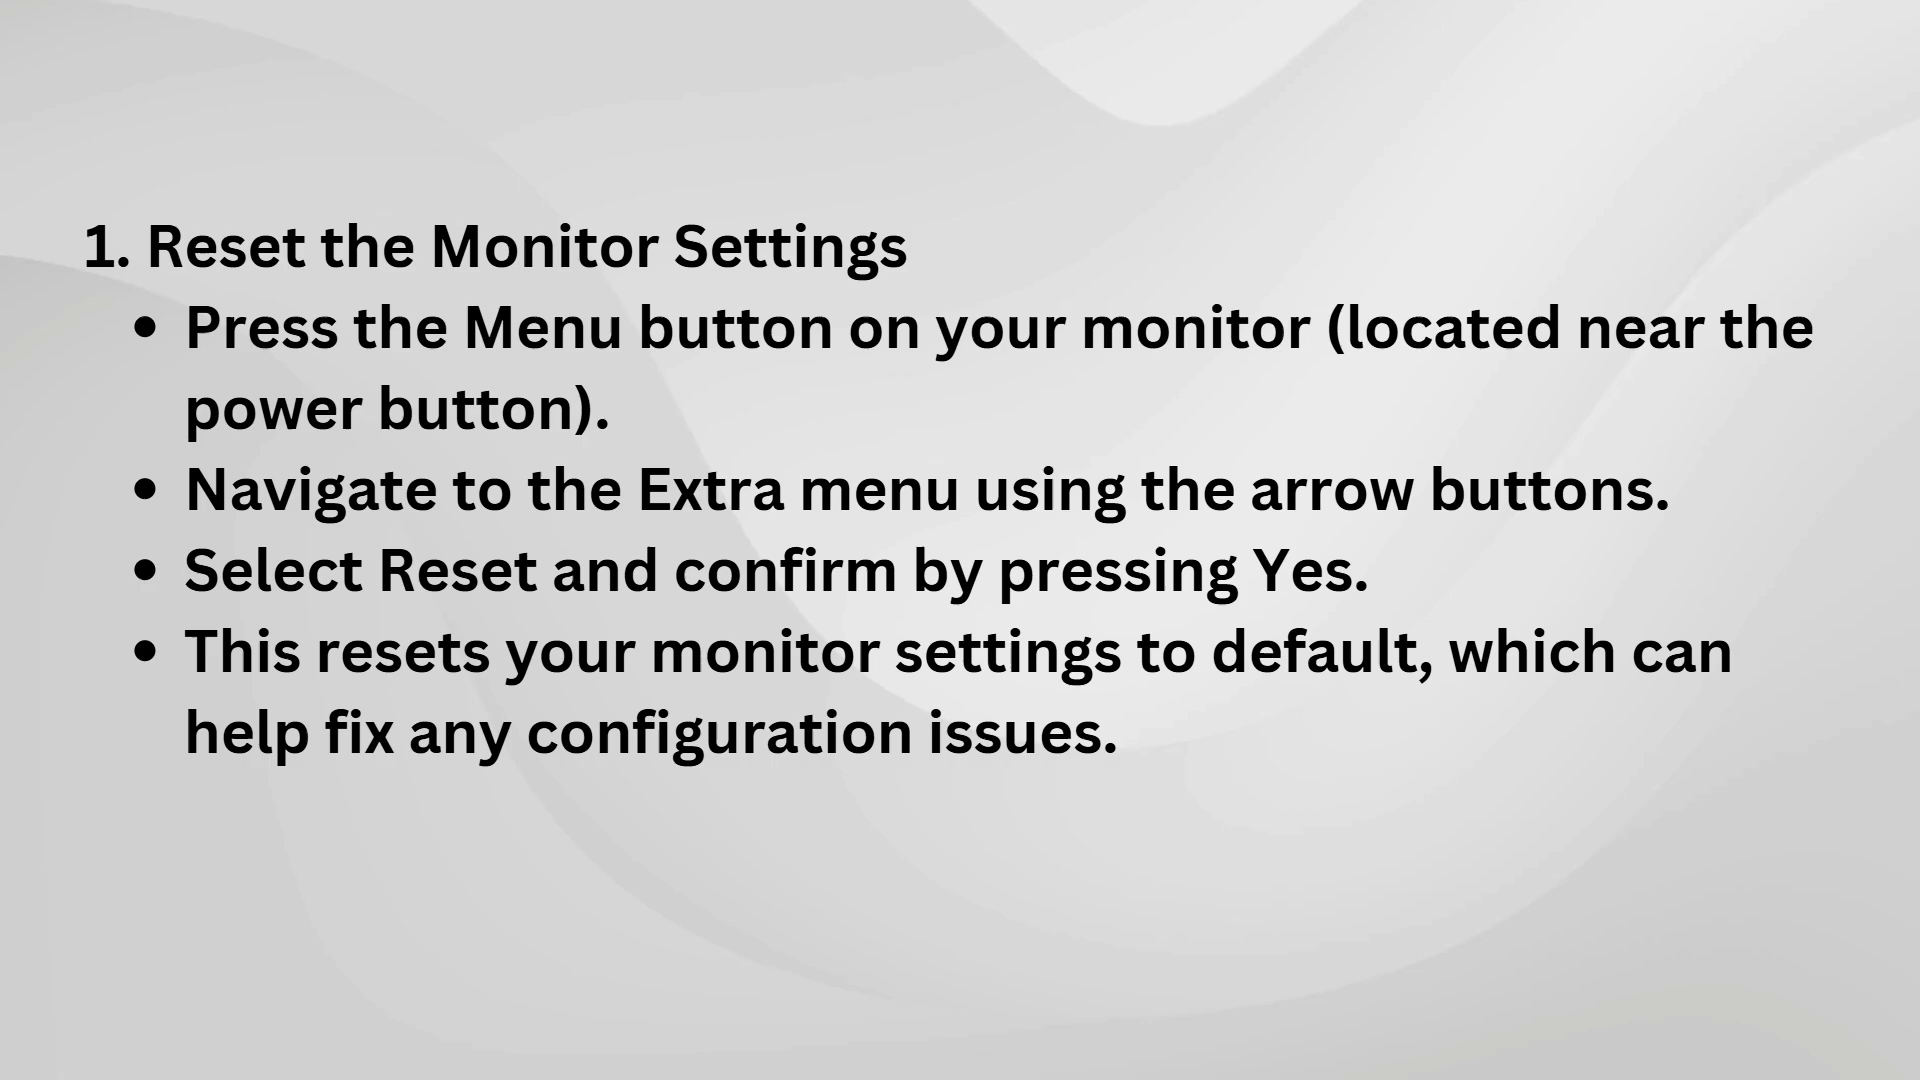 1. Reset the Monitor Settings
• Press the Menu button on your monitor (located near the
power button).
• Navigate to the Extra menu using the arrow buttons.
• Select Reset and confirm by pressing Yes.
• This resets your monitor settings to default, which can
help fix any configuration issues.